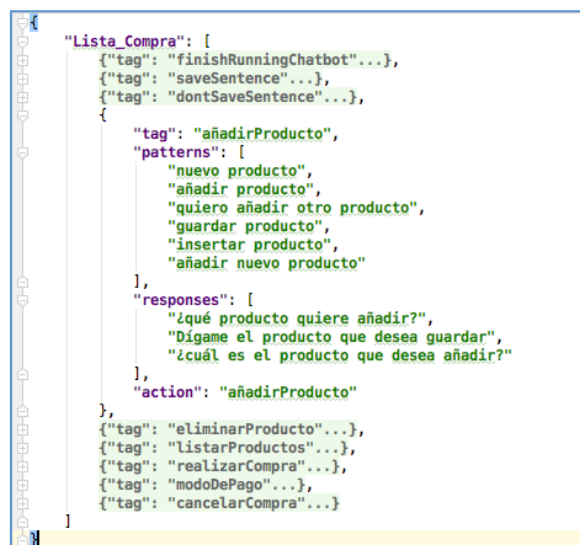 {
"Lista_Compra": [
{"tag": "finishRunningChatbot"...},
{"tag": "saveSentence"...},
{"tag": "dontSaveSentence"...},
{
"tag": "añadirProducto",
"patterns": [
"nuevo producto",
"añadir producto",
"quiero añadir otro producto",
"guardar producto",
"insertar producto",
"añadir nuevo producto"
],
"responses": [
"¿qué producto quiere añadir?",
"Dígame el producto que desea guardar",
"¿cuál es el producto que desea añadir?"
],
"action": "añadirProducto"
},
{"tag": "eliminarProducto"...},
{"tag": "listarProductos"...},
{"tag": "realizarCompra"...},
{"tag": "modoDePago"...},
{"tag": "cancelarCompra"...}
]
}